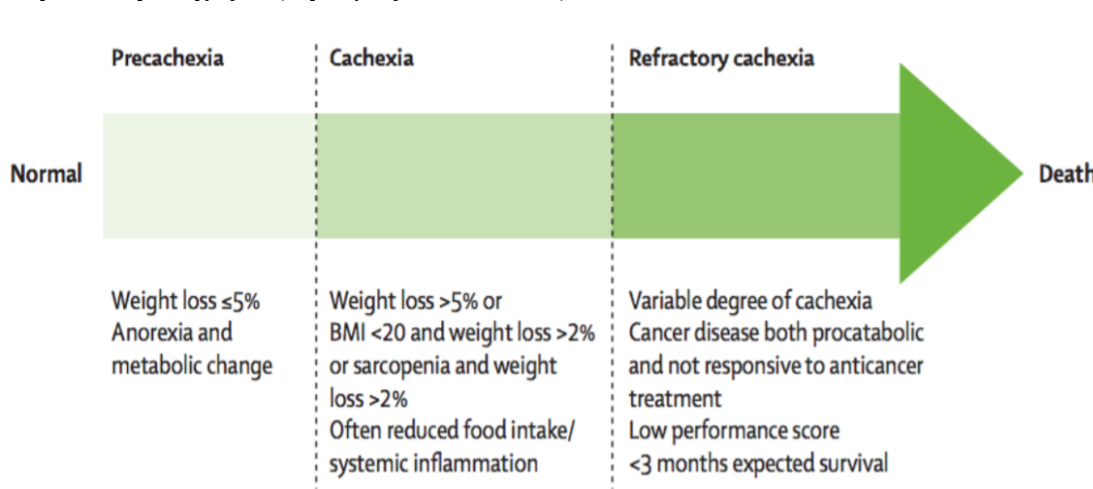 Precachexia
Cachexia
Refractory cachexia
Normal
Death
Weight loss ≤5%
Anorexia and
metabolic change
Weight loss >5% or
BMI <20 and weight loss >2%
or sarcopenia and weight
loss >2%
Often reduced food intake/
systemic inflammation
Variable degree of cachexia
Cancer disease both procatabolic
and not responsive to anticancer
treatment
Low performance score
<3 months expected survival